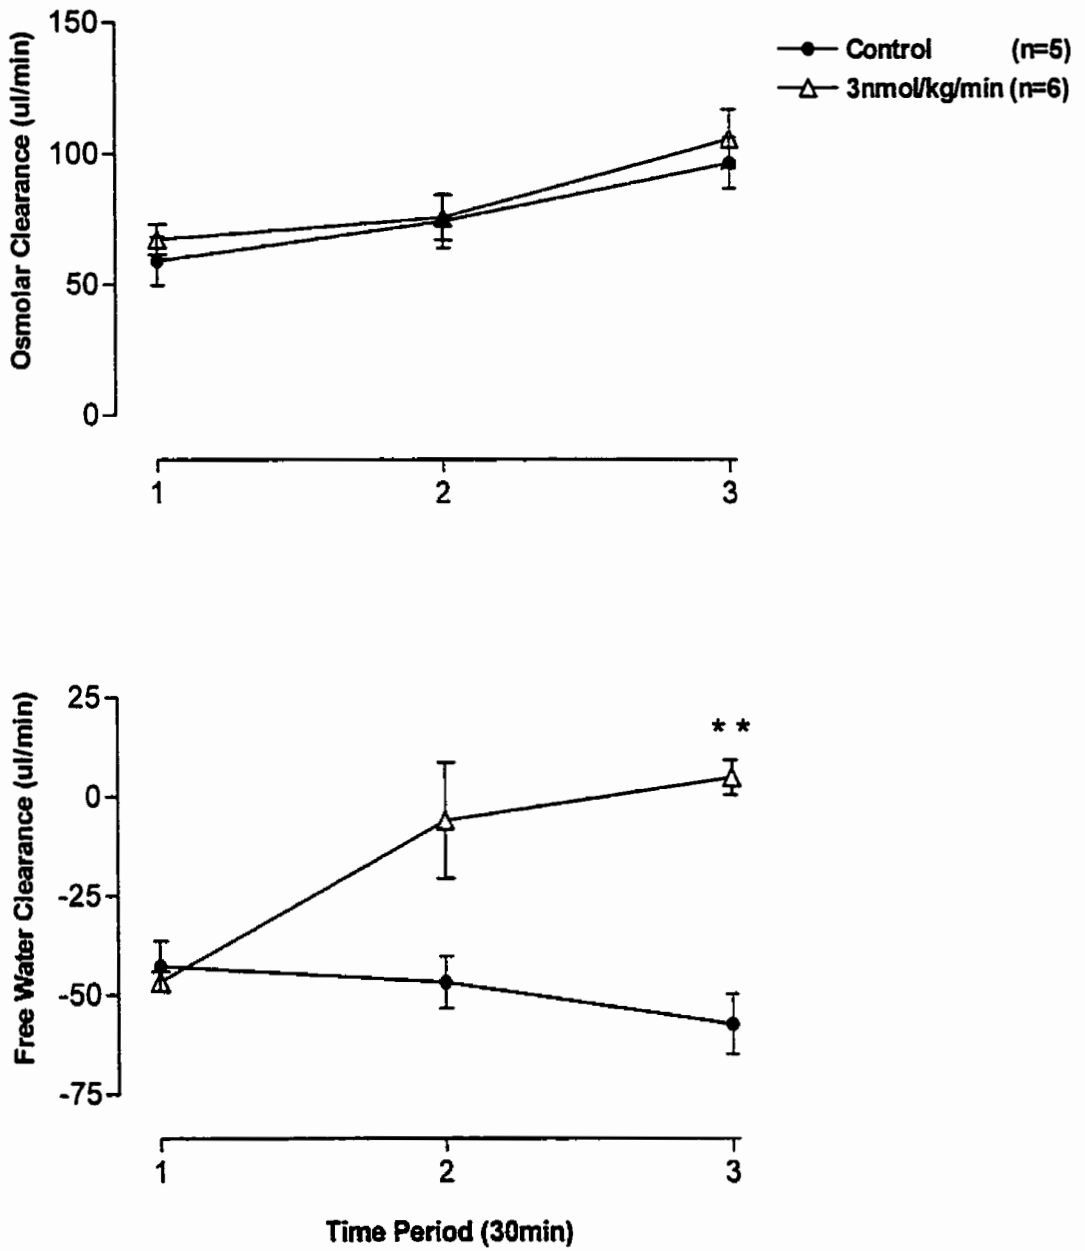 Osmolar Clearance (ul/min)
150
100
50
0
1 2 3
Control (n=5)
3nmol/kg/min (n=6)
Free Water Clearance (ul/min)
25
0
-25
-50
-75
* *
1 2 3
Time Period (30min)